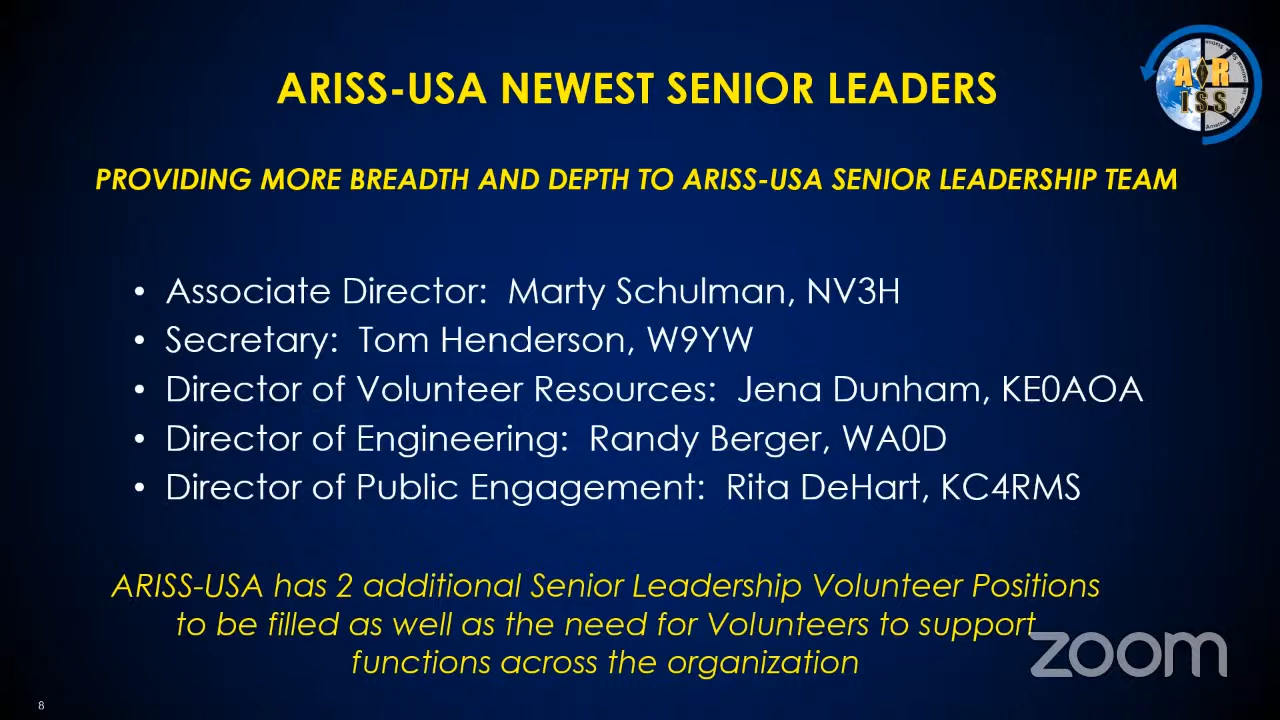 ARISS-USA NEWEST SENIOR LEADERS
A R
ISS
PROVIDING MORE BREADTH AND DEPTH TO ARISS-USA SENIOR LEADERSHIP TEAM
• Associate Director: Marty Schulman, NV3H
• Secretary: Tom Henderson, W9YW
• Director of Volunteer Resources: Jena Dunham, KE0AOA
• Director of Engineering: Randy Berger, WA0D
• Director of Public Engagement: Rita DeHart, KC4RMS
ARISS-USA has 2 additional Senior Leadership Volunteer Positions
to be filled as well as the need for Volunteers to support
functions across the organization
zoom
8